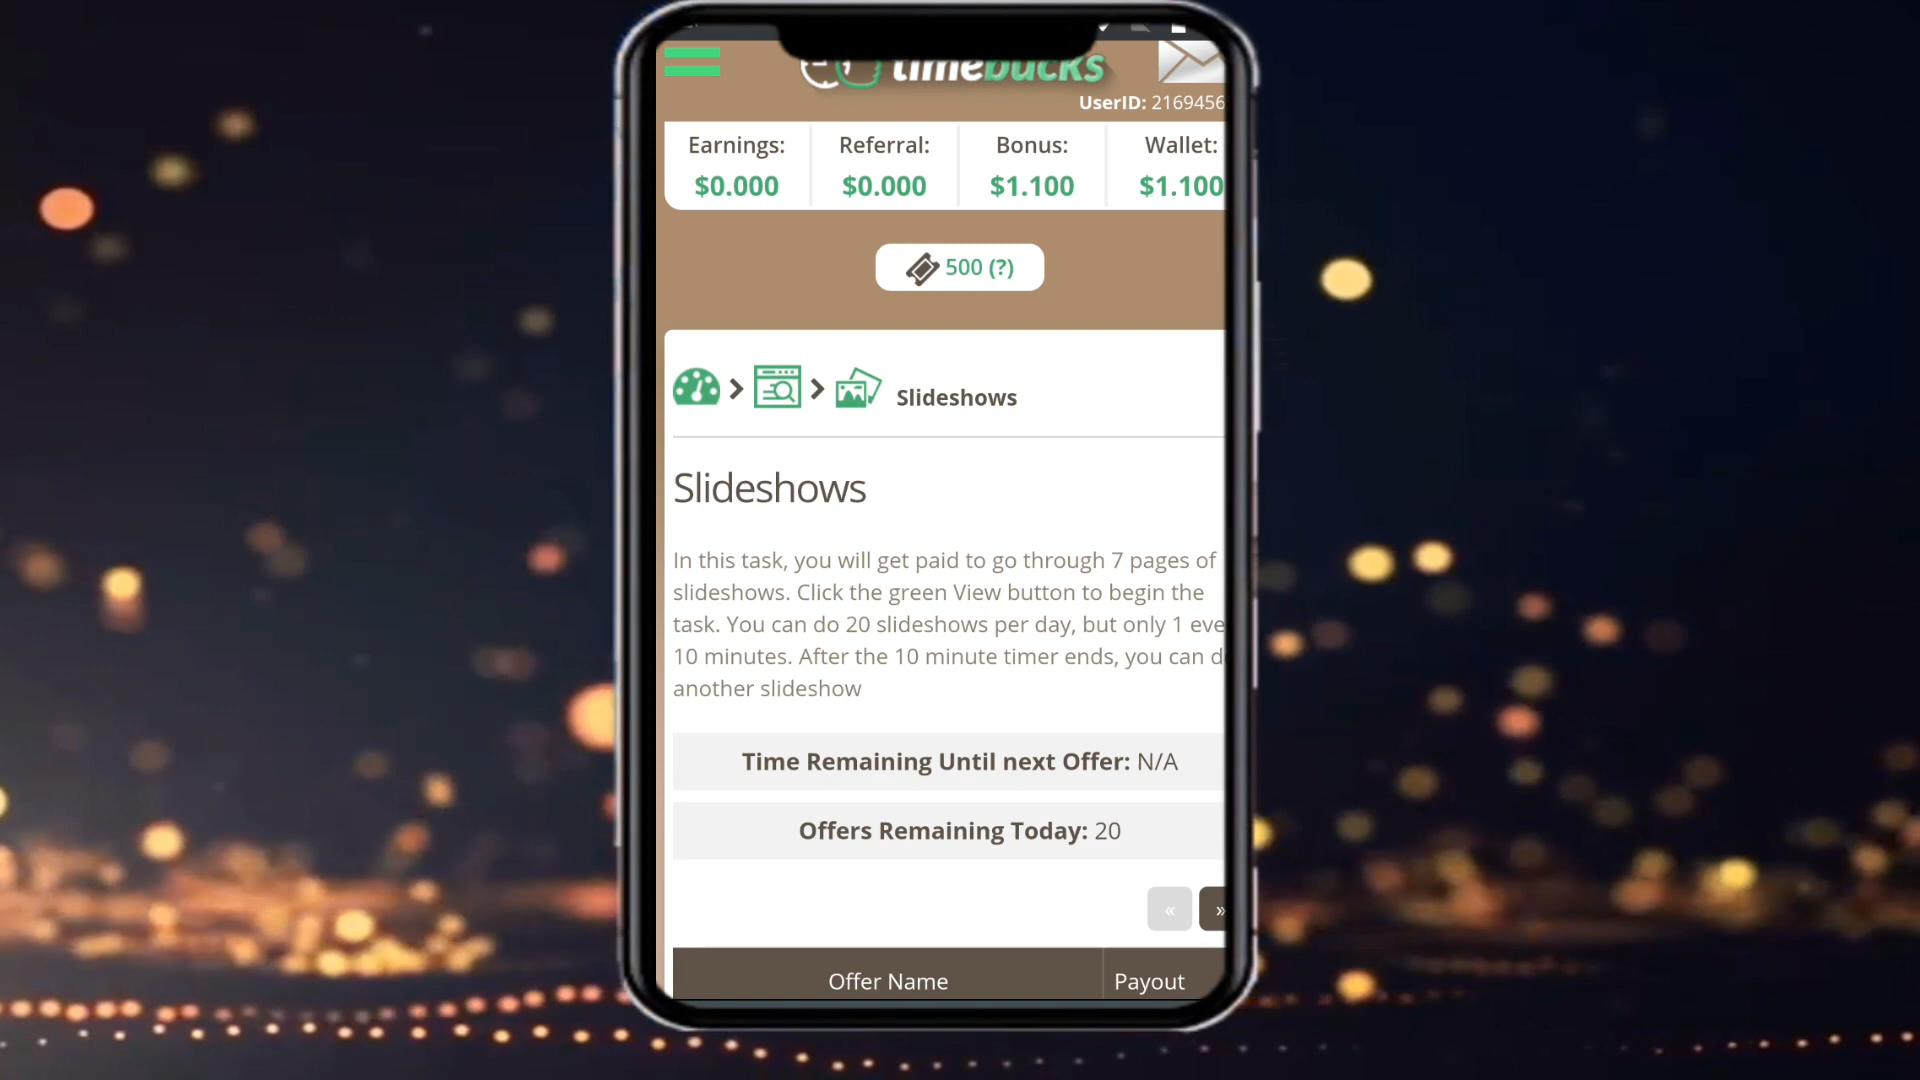 timebucks
UserID: 2169456
Earnings: Referral: Bonus: Wallet:
$0.000 $0.000 $1.100 $1.100
500 (?)
Slideshows
Slideshows
In this task, you will get paid to go through 7 pages of
slideshows. Click the green View button to begin the
task. You can do 20 slideshows per day, but only 1 eve
10 minutes. After the 10 minute timer ends, you can d
another slideshow
Time Remaining Until next Offer: N/A
Offers Remaining Today: 20
« »
Offer Name Payout